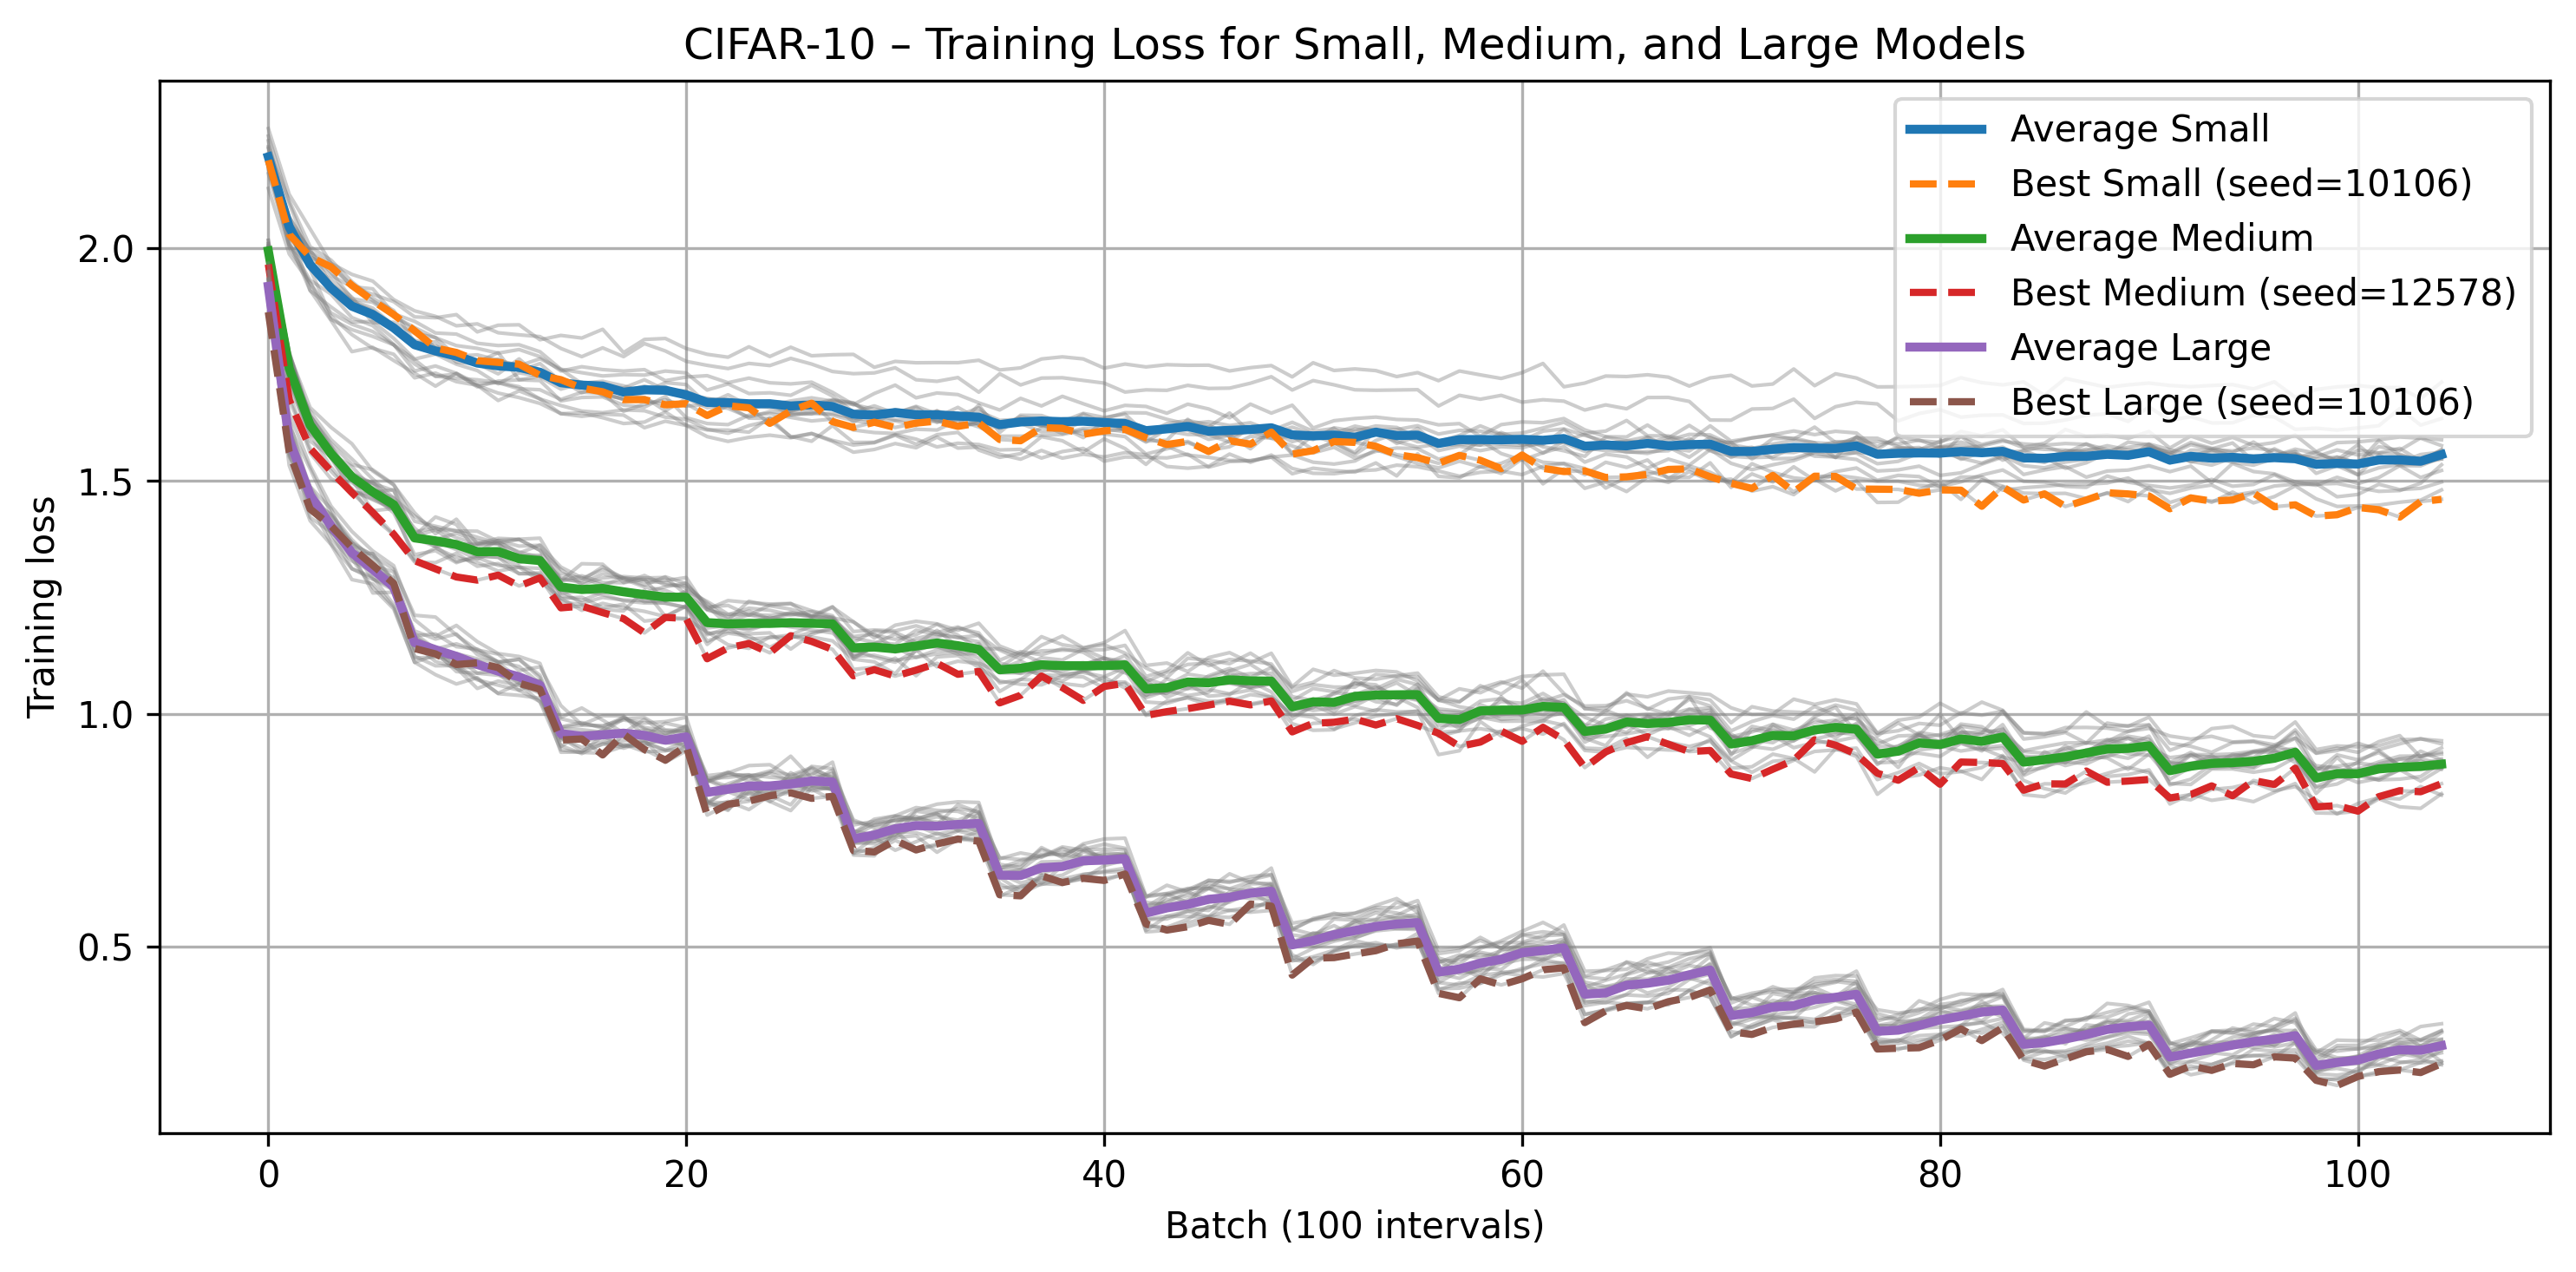 CIFAR-10 – Training Loss for Small, Medium, and Large Models
Average Small
Best Small (seed=10106)
Average Medium
Best Medium (seed=12578)
Average Large
Best Large (seed=10106)
Training loss
2.0
1.5
1.0
0.5
0 20 40 60 80 100
Batch (100 intervals)